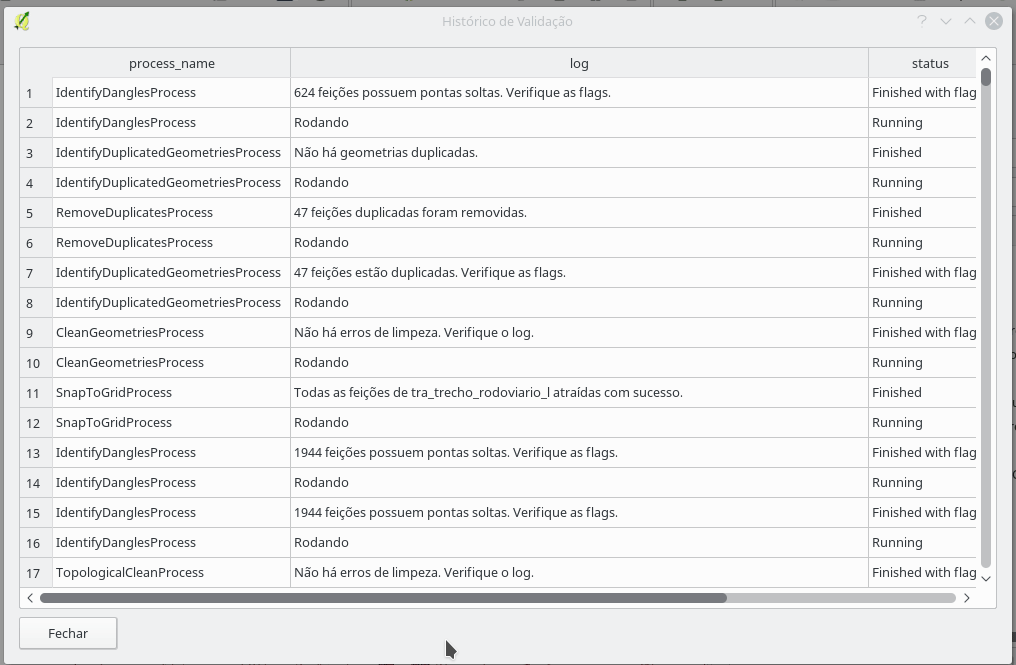 Histórico de Validação
process_name log status
1 IdentifyDanglesProcess 624 feições possuem pontas soltas. Verifique as flags. Finished with flag
2 IdentifyDanglesProcess Rodando Running
3 IdentifyDuplicatedGeometriesProcess Não há geometrias duplicadas. Finished
4 IdentifyDuplicatedGeometriesProcess Rodando Running
5 RemoveDuplicatesProcess 47 feições duplicadas foram removidas. Finished
6 RemoveDuplicatesProcess Rodando Running
7 IdentifyDuplicatedGeometriesProcess 47 feições estão duplicadas. Verifique as flags. Finished with flag
8 IdentifyDuplicatedGeometriesProcess Rodando Running
9 CleanGeometriesProcess Não há erros de limpeza. Verifique o log. Finished with flag
10 CleanGeometriesProcess Rodando Running
11 SnapToGridProcess Todas as feições de tra_trecho_rodoviario_l atraídas com sucesso. Finished
12 SnapToGridProcess Rodando Running
13 IdentifyDanglesProcess 1944 feições possuem pontas soltas. Verifique as flags. Finished with flag
14 IdentifyDanglesProcess Rodando Running
15 IdentifyDanglesProcess 1944 feições possuem pontas soltas. Verifique as flags. Finished with flag
16 IdentifyDanglesProcess Rodando Running
17 TopologicalCleanProcess Não há erros de limpeza. Verifique o log. Finished with flag
Fechar